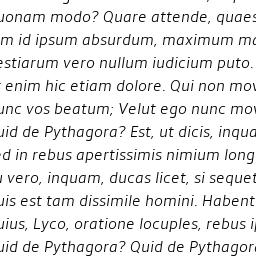 uonam modo? Quare attende, quaes
m id ipsum absurdum, maximum ma
estiarum vero nullum iudicium puto.
enim hic etiam dolore. Qui non mov
unc vos beatum; Velut ego nunc mov
uid de Pythagora? Est, ut dicis, inqua
ed in rebus apertissimis nimium long
vero, inquam, ducas licet, si sequet
uis est tam dissimile homini. Habent
uius, Lyco, oratione locuples, rebus i
uid de Pythagora? Quid de Pythagor